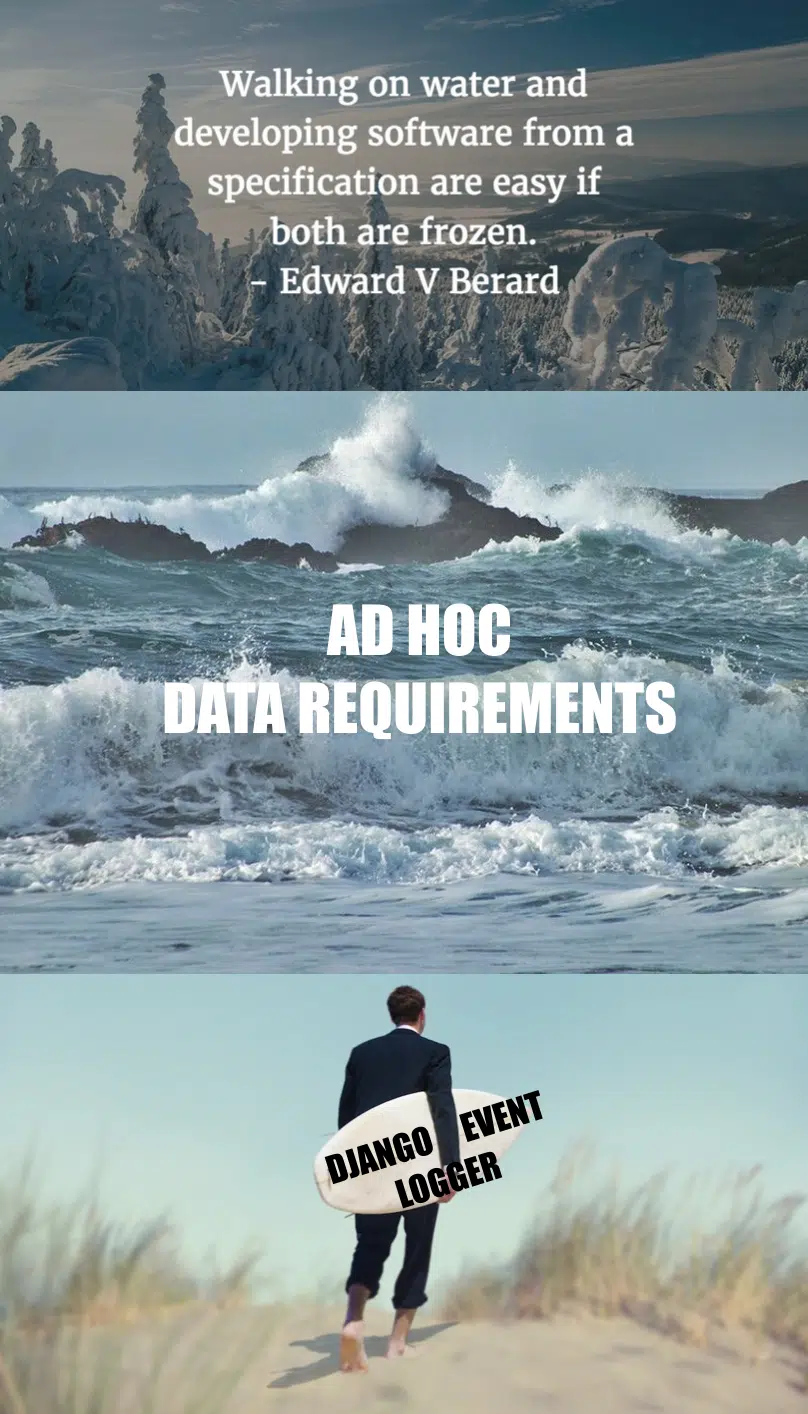 Walking on water and
developing software from a
specification are easy if
both are frozen.
– Edward V Berard
AD HOC
DATA REQUIREMENTS
DJANGO EVENT
LOGGER